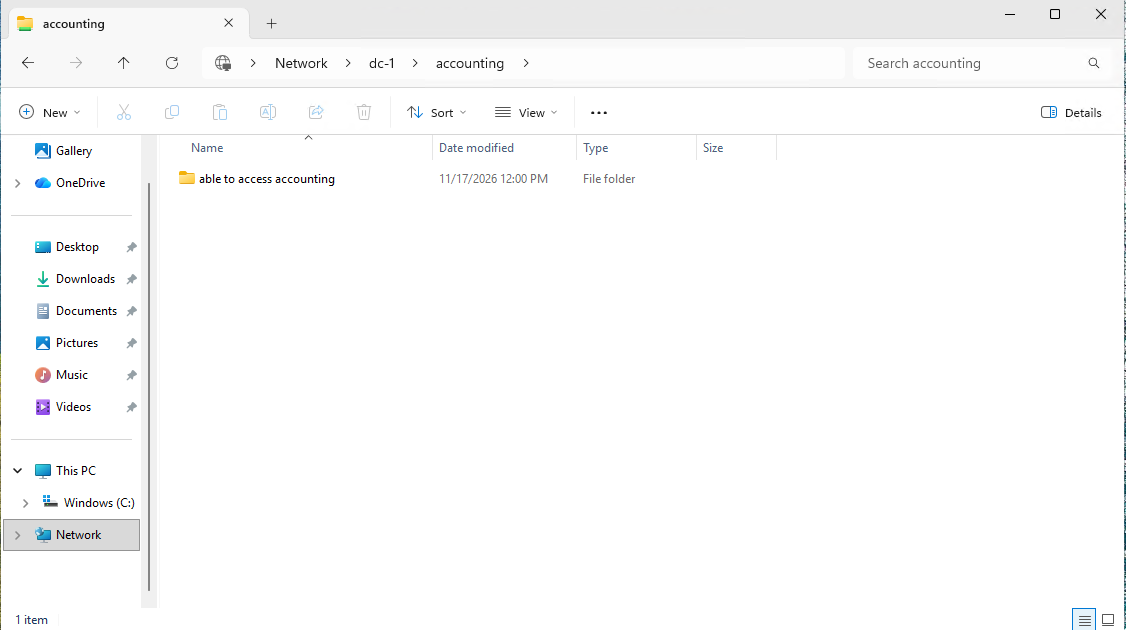 accounting
Network dc-1 accounting
Search accounting
New
Sort
View
Details
Name Date modified Type Size
able to access accounting 11/17/2026 12:00 PM File folder
Gallery
OneDrive
Desktop
Downloads
Documents
Pictures
Music
Videos
This PC
Windows (C:)
Network
1 item